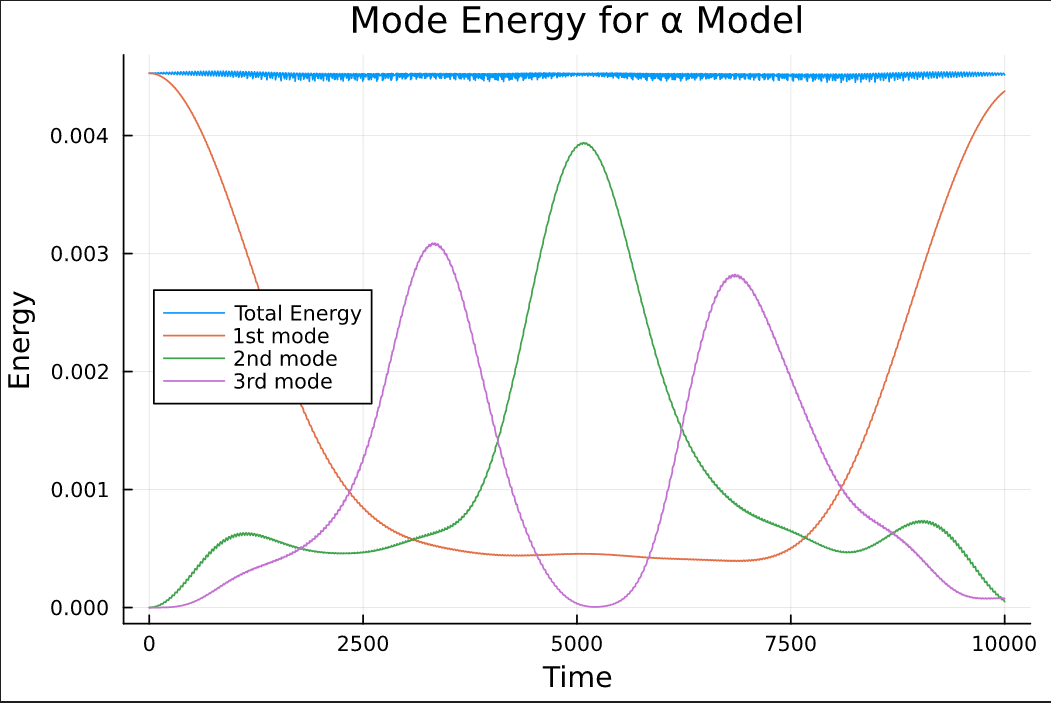 Mode Energy for α Model
Energy
0.004
0.003
0.002
0.001
0.000
Total Energy
1st mode
2nd mode
3rd mode
0
2500
5000
7500
10000
Time